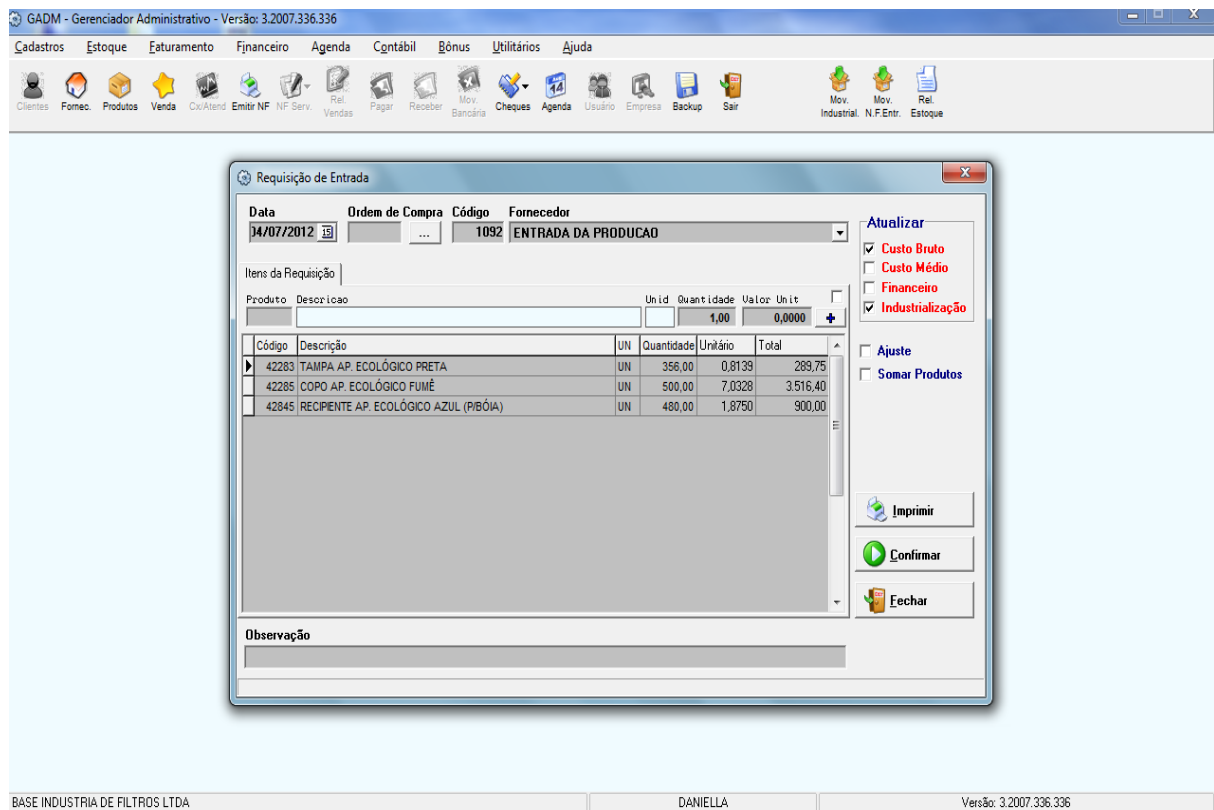 GADM - Gerenciador Administrativo - Versão: 3.2007.336.336
Cadastros Estoque Faturamento Financeiro Agenda Contábil Bônus Utilitários Ajuda
Clientes Fornec. Produtos Venda Cx/Atend Emitir NF NF Serv. Rel. Vendas Pagar Receber Mov. Bancária Cheques Agenda Usuário Empresa Backup Sair Mov. Industrial. Mov. N.F.Entr. Rel. Estoque
Requisição de Entrada
Data Ordem de Compra Código Fornecedor
04/07/2012 15 ... 1092 ENTRADA DA PRODUCAO
Atualizar
Custo Bruto
Custo Médio
Financeiro
Industrialização
Ajuste
Somar Produtos
Itens da Requisição
Produto Descricao Unid Quantidade Valor Unit
1,00 0,0000 +
Código Descrição UN Quantidade Unitário Total
42283 TAMPA AP. ECOLÓGICO PRETA UN 356,00 0,8139 289,75
42285 COPO AP. ECOLÓGICO FUMÊ UN 500,00 7,0328 3.516,40
42845 RECIPIENTE AP. ECOLÓGICO AZUL (P/BÓIA) UN 480,00 1,8750 900,00
Imprimir
Confirmar
Fechar
Observação
BASE INDUSTRIA DE FILTROS LTDA DANIELLA Versão: 3.2007.336.336